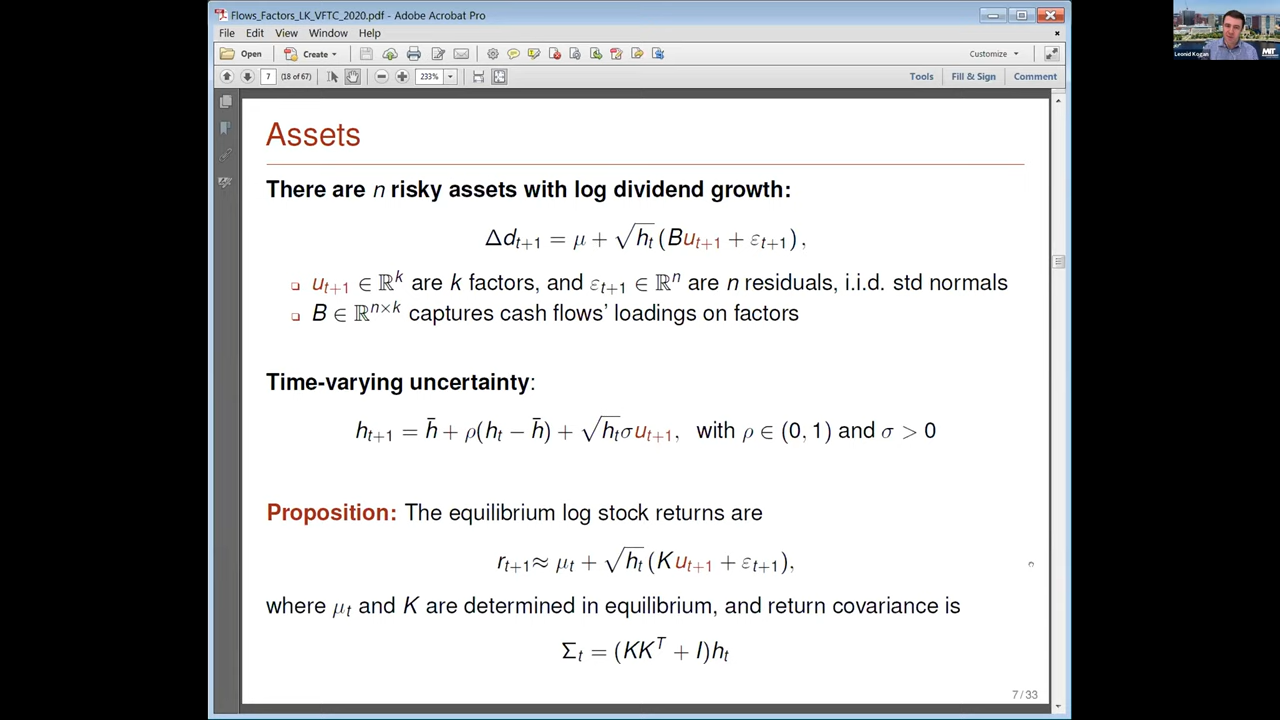 Flows_Factors_LK_VFTC_2020.pdf - Adobe Acrobat Pro
File Edit View Window Help
Open Create Customize
7 (18 of 67) 233% Tools Fill & Sign Comment
Assets
There are n risky assets with log dividend growth:
Δd_{t+1} = μ + √h_t (Bu_{t+1} + ε_{t+1}),
u_{t+1} ∈ ℝ^k are k factors, and ε_{t+1} ∈ ℝ^n are n residuals, i.i.d. std normals
B ∈ ℝ^{n×k} captures cash flows' loadings on factors
Time-varying uncertainty:
h_{t+1} = h̄ + ρ(h_t − h̄) + √h_t σu_{t+1}, with ρ ∈ (0, 1) and σ > 0
Proposition: The equilibrium log stock returns are
r_{t+1} ≈ μ_t + √h_t (Ku_{t+1} + ε_{t+1}),
where μ_t and K are determined in equilibrium, and return covariance is
Σ_t = (KK^T + I)h_t
7 / 33
Leonid Kogan
MIT